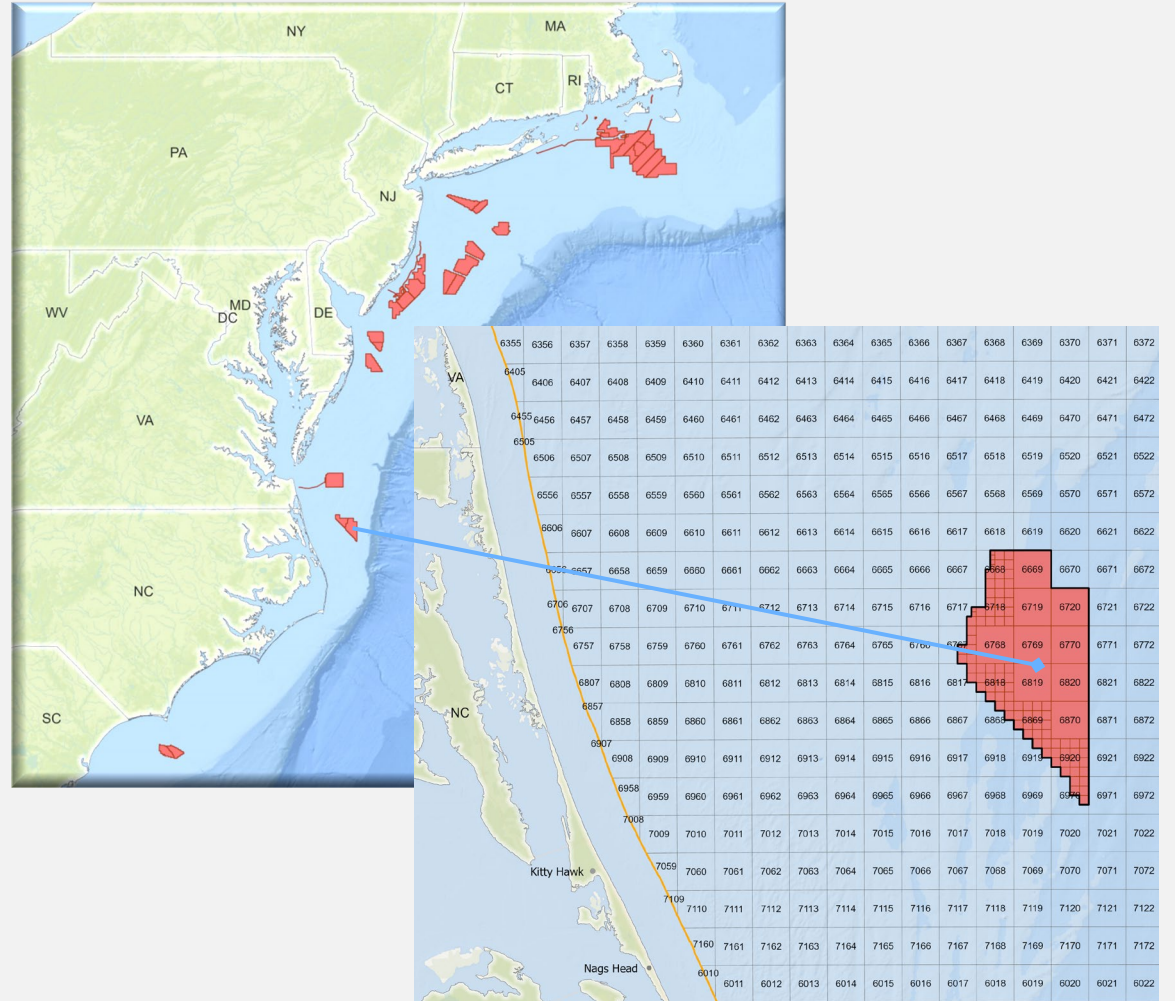 NY
MA
CT
RI
PA
NJ
WV
MD
DC
DE
VA
NC
SC
6355 6356 6357 6358 6359 6360 6361 6362 6363 6364 6365 6366 6367 6368 6369 6370 6371 6372
VA
6405 6406 6407 6408 6409 6410 6411 6412 6413 6414 6415 6416 6417 6418 6419 6420 6421 6422
6455 6456 6457 6458 6459 6460 6461 6462 6463 6464 6465 6466 6467 6468 6469 6470 6471 6472
6505 6506 6507 6508 6509 6510 6511 6512 6513 6514 6515 6516 6517 6518 6519 6520 6521 6522
6556 6557 6558 6559 6560 6561 6562 6563 6564 6565 6566 6567 6568 6569 6570 6571 6572
6606 6607 6608 6609 6610 6611 6612 6613 6614 6615 6616 6617 6618 6619 6620 6621 6622
6656 6657 6658 6659 6660 6661 6662 6663 6664 6665 6666 6667 6668 6669 6670 6671 6672
6706 6707 6708 6709 6710 6711 6712 6713 6714 6715 6716 6717 6718 6719 6720 6721 6722
6756 6757 6758 6759 6760 6761 6762 6763 6764 6765 6766 6767 6768 6769 6770 6771 6772
6807 6808 6809 6810 6811 6812 6813 6814 6815 6816 6817 6818 6819 6820 6821 6822
NC
6857 6858 6859 6860 6861 6862 6863 6864 6865 6866 6867 6868 6869 6870 6871 6872
6907 6908 6909 6910 6911 6912 6913 6914 6915 6916 6917 6918 6919 6920 6921 6922
6958 6959 6960 6961 6962 6963 6964 6965 6966 6967 6968 6969 6970 6971 6972
7008 7009 7010 7011 7012 7013 7014 7015 7016 7017 7018 7019 7020 7021 7022
Kitty Hawk
7059 7060 7061 7062 7063 7064 7065 7066 7067 7068 7069 7070 7071 7072
7109 7110 7111 7112 7113 7114 7115 7116 7117 7118 7119 7120 7121 7122
7160 7161 7162 7163 7164 7165 7166 7167 7168 7169 7170 7171 7172
Nags Head
6010 6011 6012 6013 6014 6015 6016 6017 6018 6019 6020 6021 6022